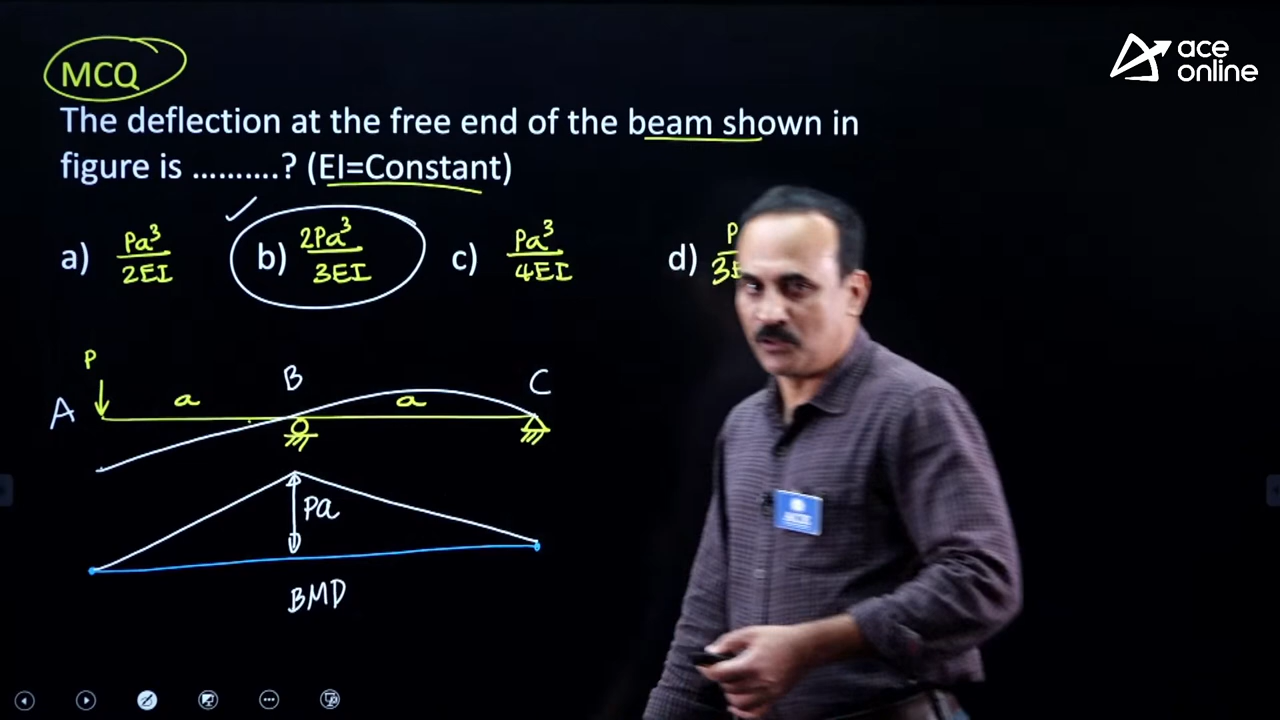 ace
online
MCQ
The deflection at the free end of the beam shown in
figure is ..........? (EI=Constant)
a) Pa³/2EI b) 2Pa³/3EI c) Pa³/4EI d) P
P
A a B a C
Pa
BMD